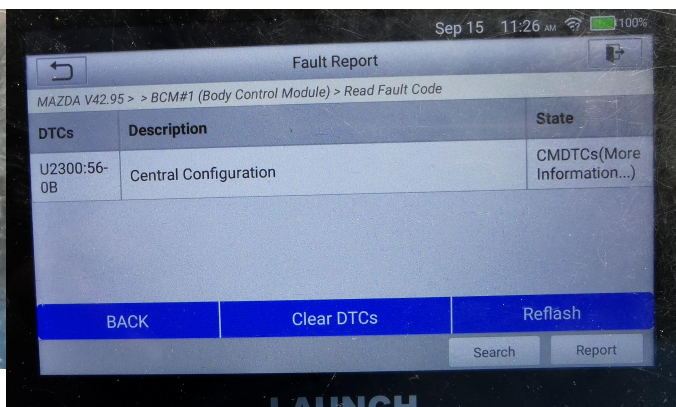 Sep 15 11:26 AM 100%
Fault Report
MAZDA V42.95 > > BCM#1 (Body Control Module) > Read Fault Code
DTCs Description State
U2300:56-
0B
Central Configuration
CMDTCs(More
Information...)
BACK Clear DTCs Reflash
Search Report
LAUNCH